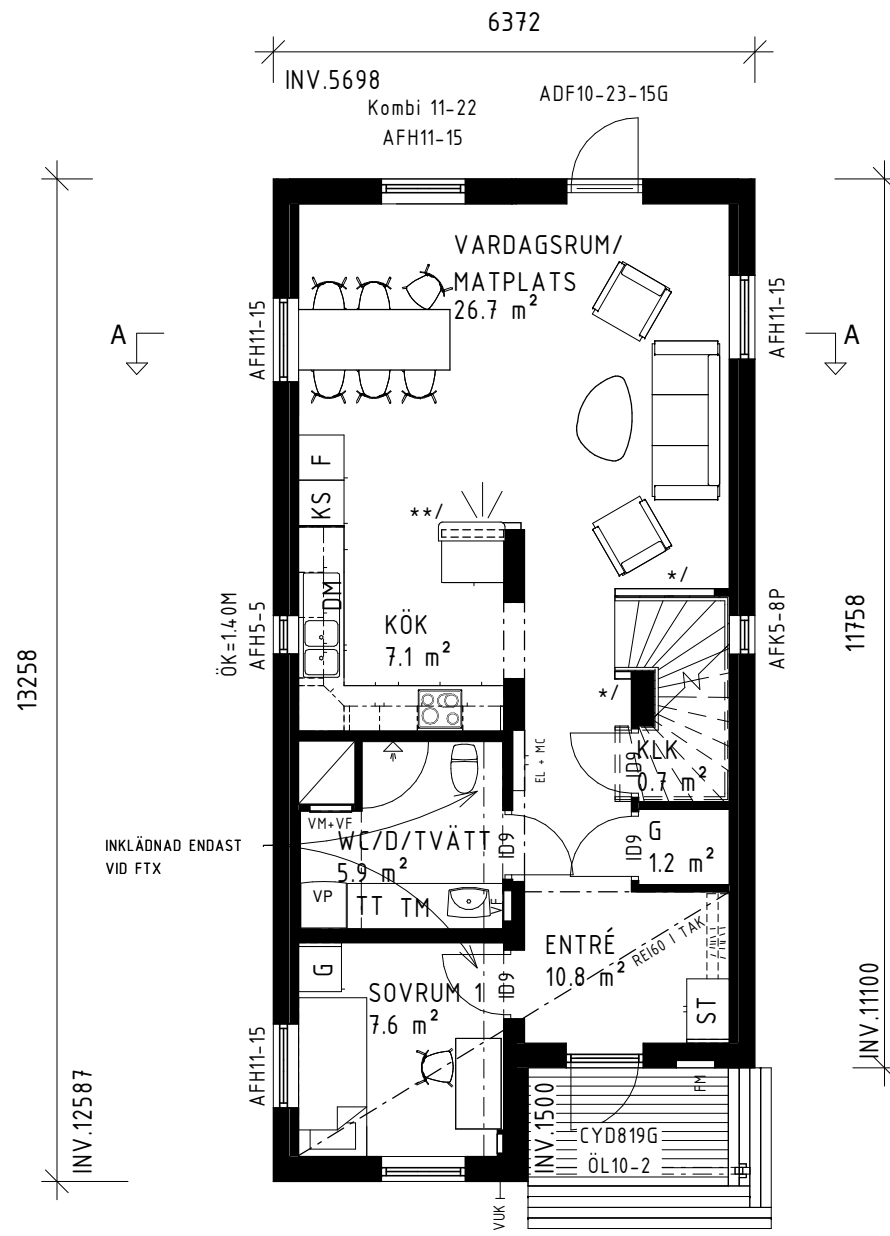 6372
INV.5698
Kombi 11-22
AFH11-15
ADF10-23-15G
VARDAGSRUM/
MATPLATS
26.7 m²
A
A
AFH11-15
AFH11-15
F
KS
**/
*/
DM
KÖK
7.1 m²
ÖK=1.40M
AFH5-5
AFK5-8P
13258
11758
*/
EL + MC
ID9
KLK
0.7 m²
VM+VF
INKLÄDNAD ENDAST
VID FTX
WC/D/TVÄTT
5.9 m²
ID9
ID9
G
1.2 m²
VP
TT
TM
VF
ENTRÉ
10.8 m²
REI60 I TAK
G
SOVRUM 1
7.6 m²
ID9
ST
AFH11-15
INV.12587
INV.11100
INV.1500
FM
CYD819G
ÖL10-2
VUK